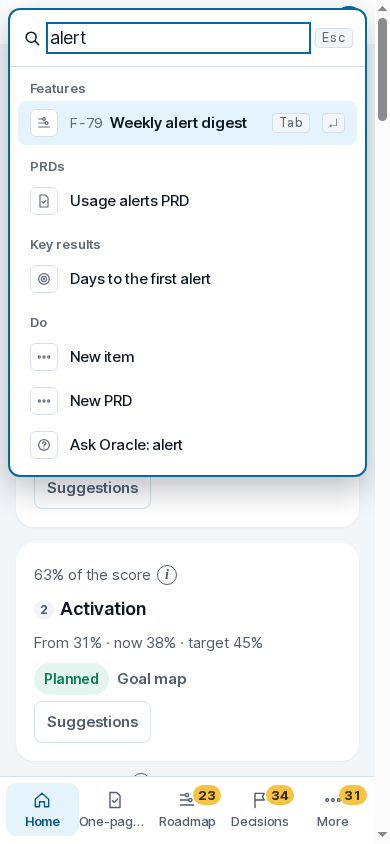 alert
Esc
Features
F-79 Weekly alert digest Tab ↵
PRDs
Usage alerts PRD
Key results
Days to the first alert
Do
New item
New PRD
Ask Oracle: alert
Suggestions
63% of the score i
2 Activation
From 31% · now 38% · target 45%
Planned Goal map
Suggestions
23 34 31
Home One-pag… Roadmap Decisions More